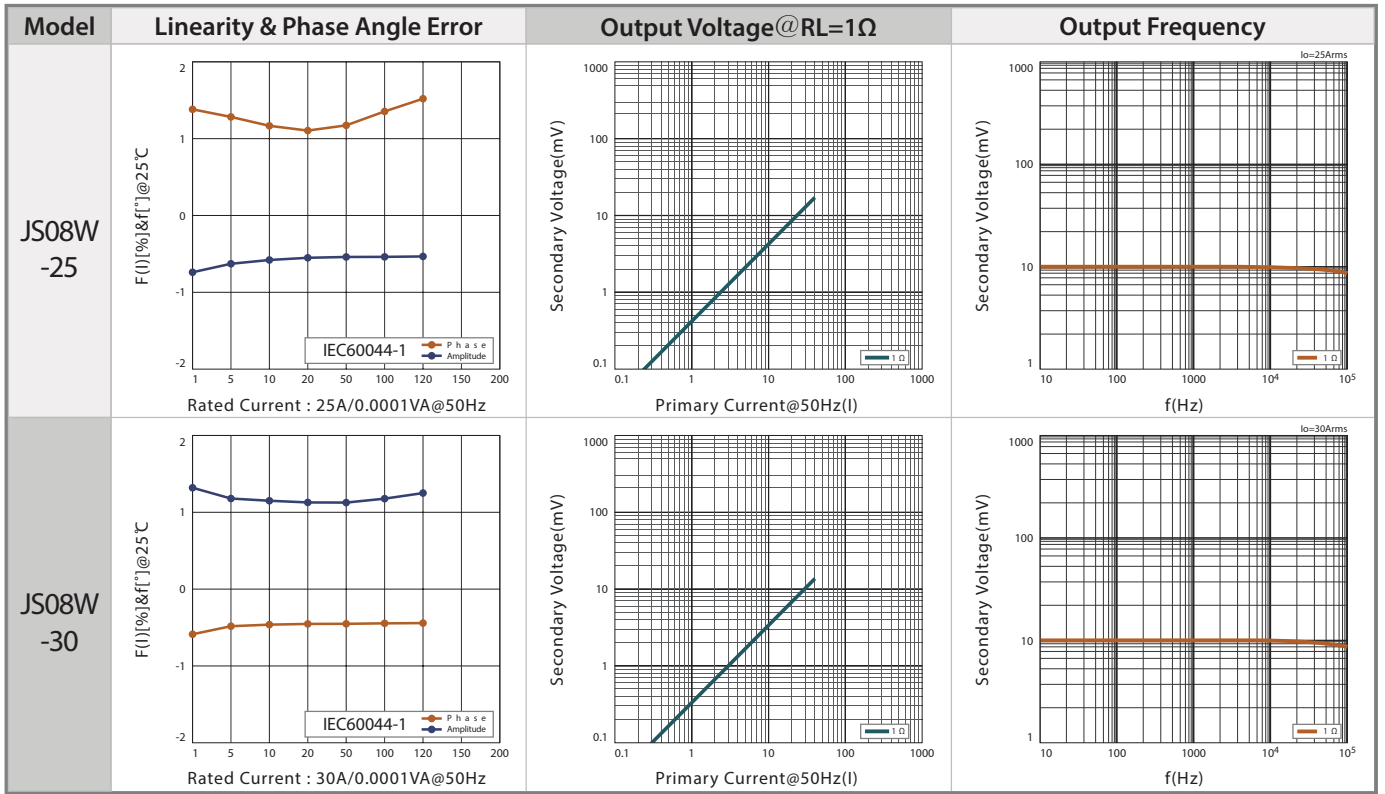 Model Linearity & Phase Angle Error Output Voltage@RL=1Ω Output Frequency
JS08W
-25
F(I)[%]&f[°]@25℃
2
1
0
-1
-2
IEC60044-1
Phase
Amplitude
1 5 10 20 50 100 120 150 200
Rated Current : 25A/0.0001VA@50Hz
Secondary Voltage(mV)
1000
100
10
1
0.1
1 Ω
0.1 1 10 100 1000
Primary Current@50Hz(I)
Io=25Arms
Secondary Voltage(mV)
1000
100
10
1
1 Ω
10 100 1000 10⁴ 10⁵
f(Hz)
JS08W
-30
F(I)[%]&f[°]@25℃
2
1
0
-1
-2
IEC60044-1
Phase
Amplitude
1 5 10 20 50 100 120 150 200
Rated Current : 30A/0.0001VA@50Hz
Secondary Voltage(mV)
1000
100
10
1
0.1
1 Ω
0.1 1 10 100 1000
Primary Current@50Hz(I)
Io=30Arms
Secondary Voltage(mV)
1000
100
10
1
1 Ω
10 100 1000 10⁴ 10⁵
f(Hz)